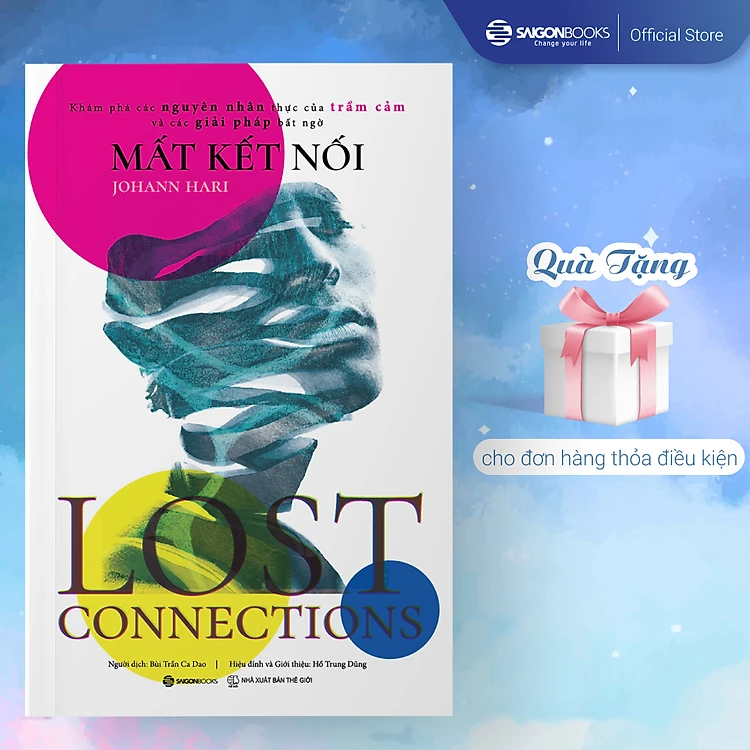 SAIGONBOOKS
Change your life
Official Store
Khám phá các nguyên nhân thực của trầm cảm
và các giải pháp bất ngờ
MẤT KẾT NỐI
JOHANN HARI
LOST
CONNECTIONS
Người dịch: Bùi Trần Ca Dao | Hiệu đính và Giới thiệu: Hồ Trung Dũng
SAIGONBOOKS
NHÀ XUẤT BẢN THẾ GIỚI
Quà Tặng
cho đơn hàng thỏa điều kiện